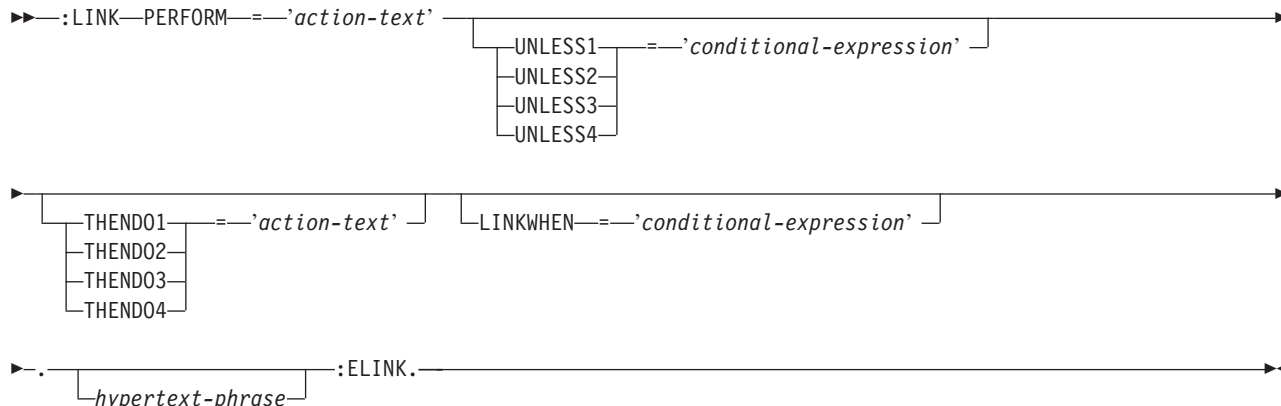 :LINK PERFORM = ’action-text’
UNLESS1 = ’conditional-expression’
UNLESS2
UNLESS3
UNLESS4
THENDO1 = ’action-text’ LINKWHEN = ’conditional-expression’
THENDO2
THENDO3
THENDO4
. :ELINK.
hypertext-phrase